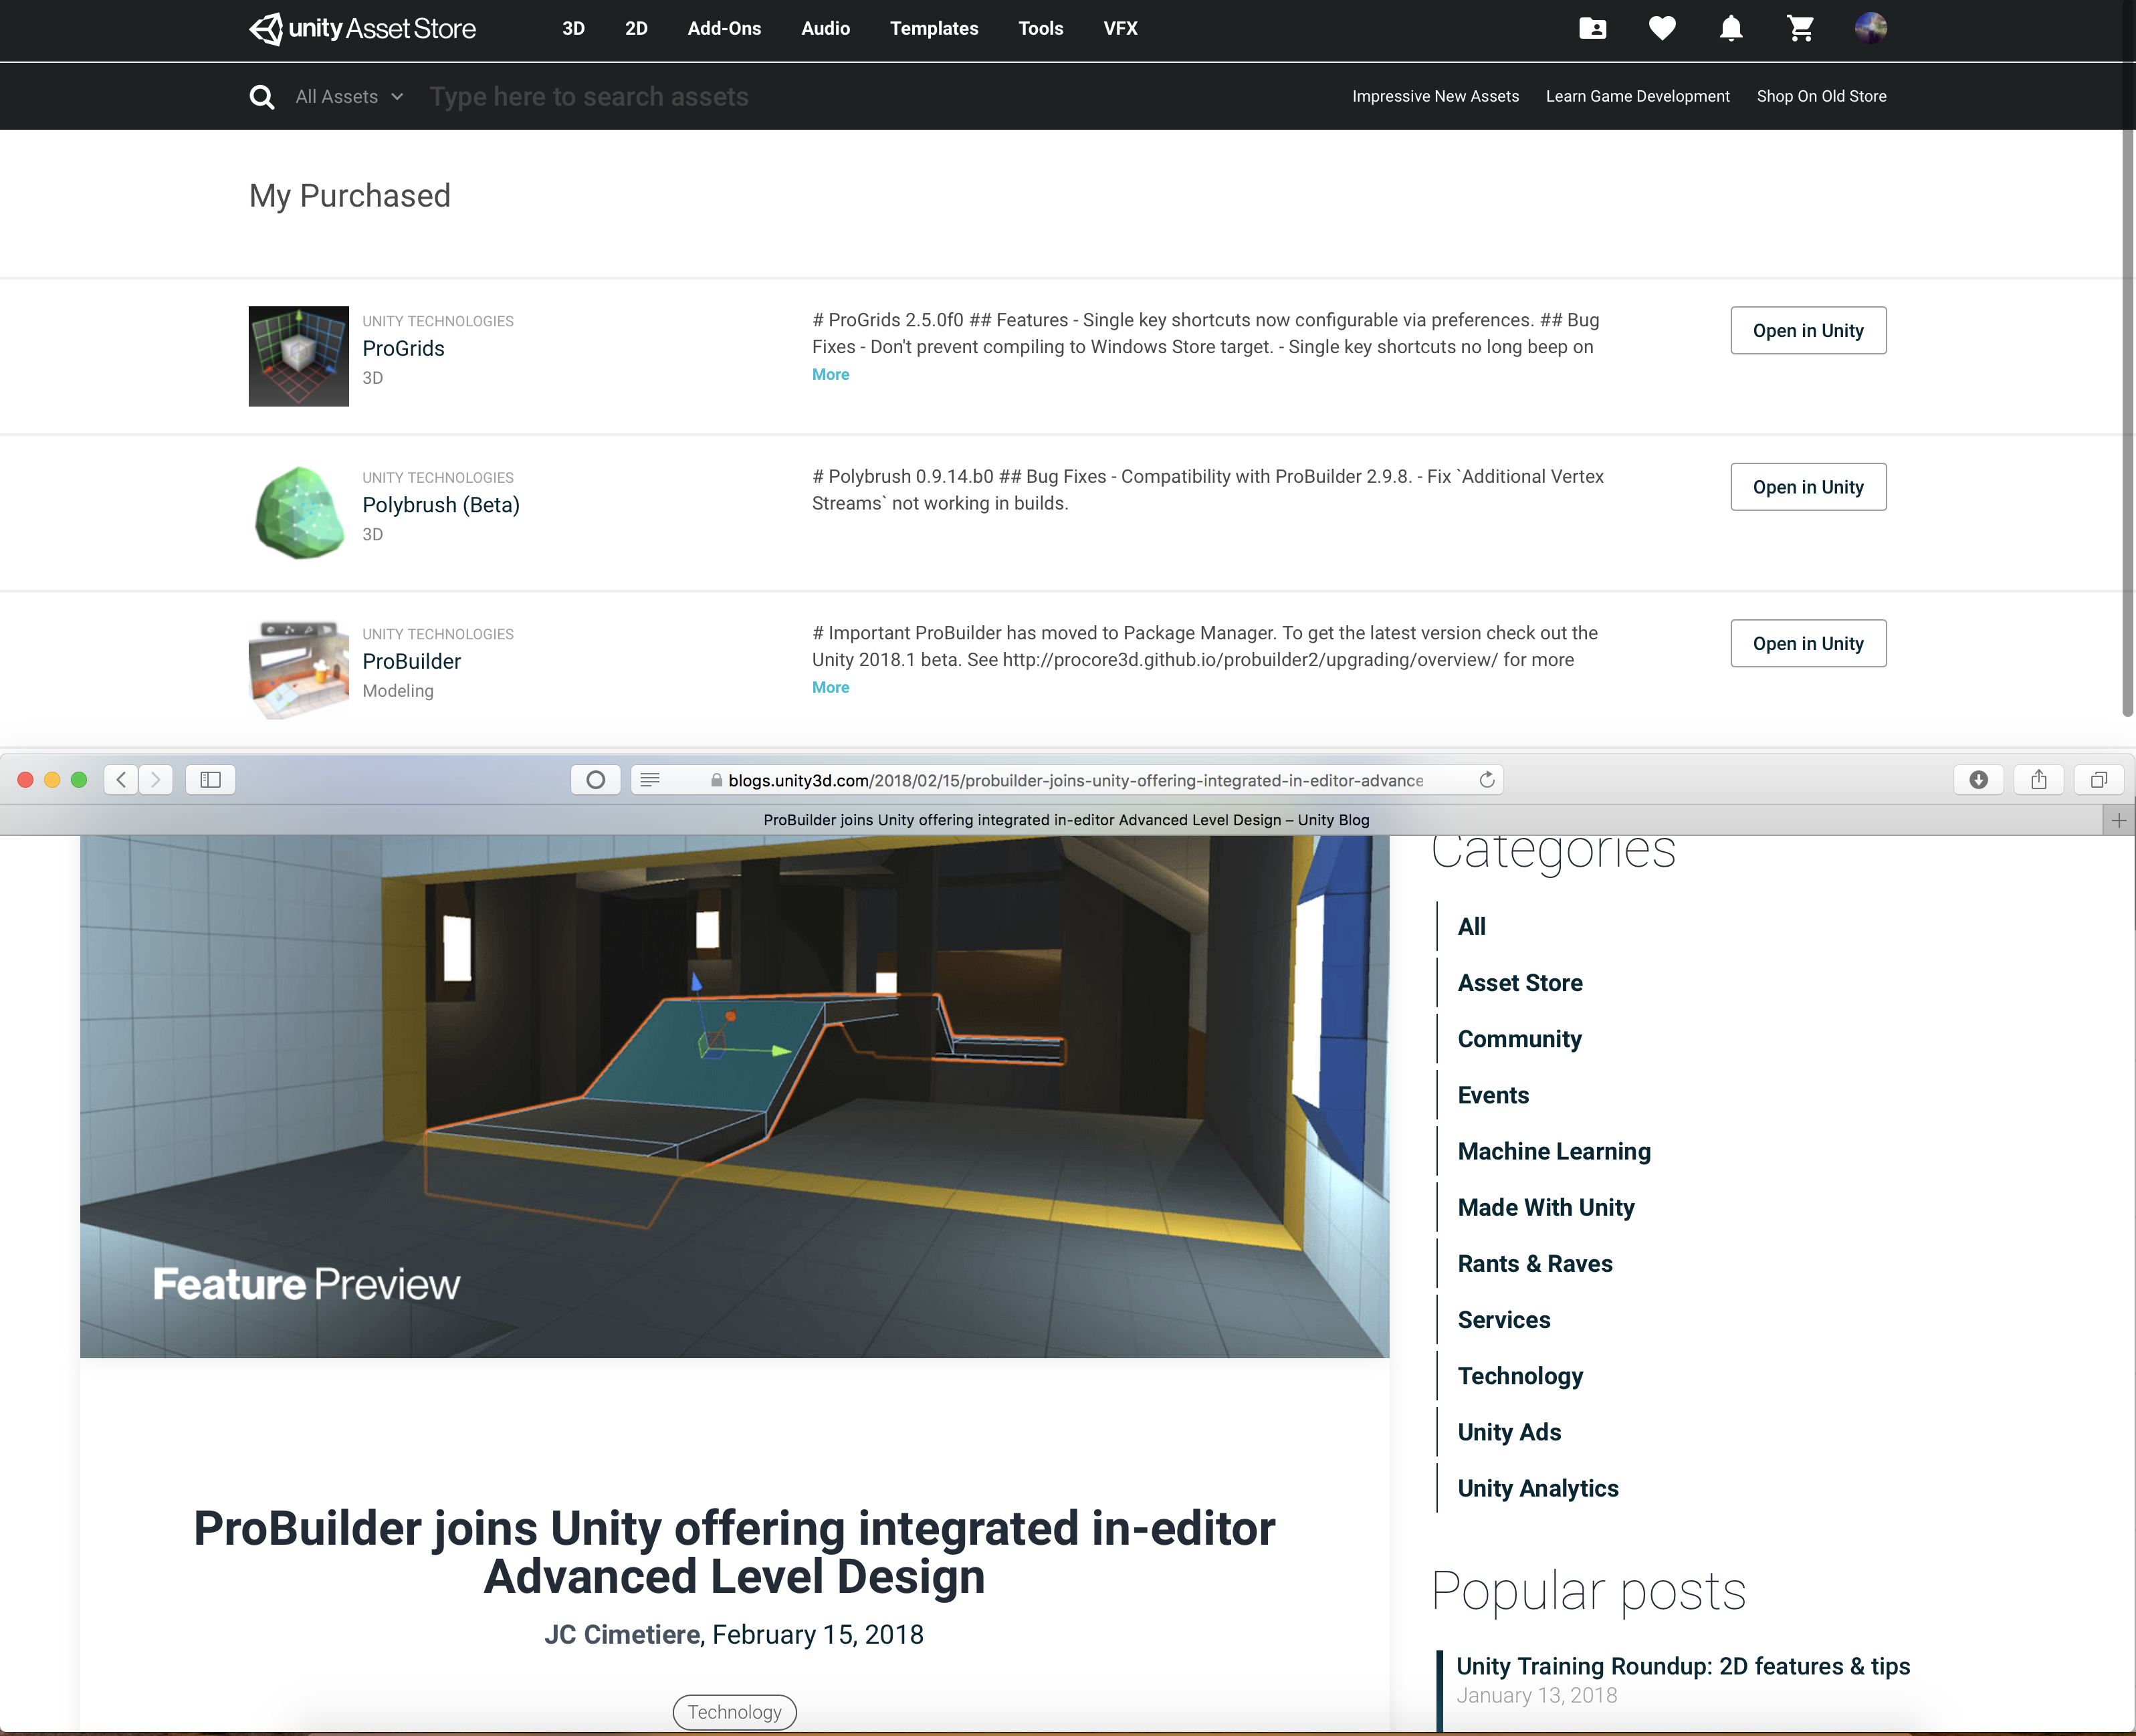 unity Asset Store
3D 2D Add-Ons Audio Templates Tools VFX
All Assets Type here to search assets
Impressive New Assets Learn Game Development Shop On Old Store
My Purchased
UNITY TECHNOLOGIES
ProGrids
3D
# ProGrids 2.5.0f0 ## Features - Single key shortcuts now configurable via preferences. ## Bug
Fixes - Don't prevent compiling to Windows Store target. - Single key shortcuts no long beep on
More
Open in Unity
UNITY TECHNOLOGIES
Polybrush (Beta)
3D
# Polybrush 0.9.14.b0 ## Bug Fixes - Compatibility with ProBuilder 2.9.8. - Fix `Additional Vertex
Streams` not working in builds.
Open in Unity
UNITY TECHNOLOGIES
ProBuilder
Modeling
# Important ProBuilder has moved to Package Manager. To get the latest version check out the
Unity 2018.1 beta. See http://procore3d.github.io/probuilder2/upgrading/overview/ for more
More
Open in Unity
blogs.unity3d.com/2018/02/15/probuilder-joins-unity-offering-integrated-in-editor-advance
ProBuilder joins Unity offering integrated in-editor Advanced Level Design – Unity Blog
Feature Preview
ProBuilder joins Unity offering integrated in-editor
Advanced Level Design
JC Cimetiere, February 15, 2018
Technology
Categories
All
Asset Store
Community
Events
Machine Learning
Made With Unity
Rants & Raves
Services
Technology
Unity Ads
Unity Analytics
Popular posts
Unity Training Roundup: 2D features & tips
January 13, 2018